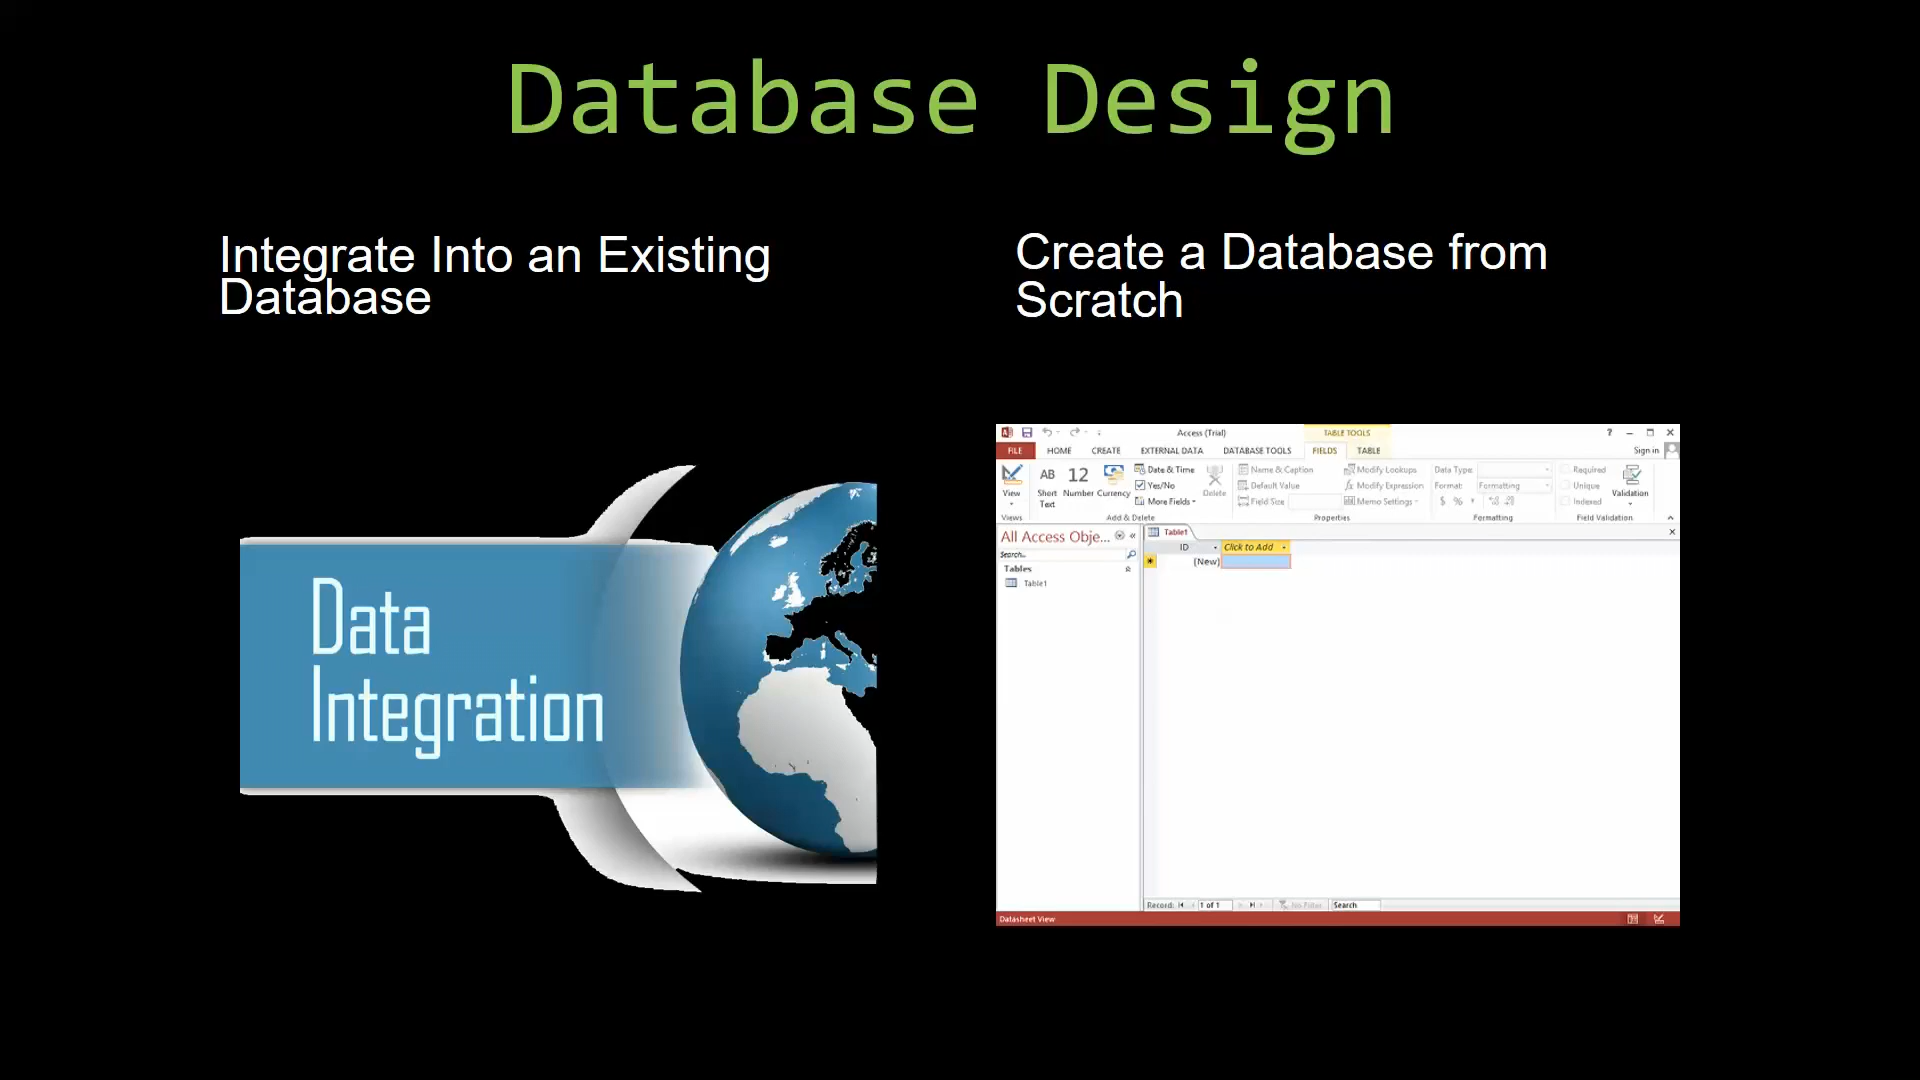 Database Design
Integrate Into an Existing
Database
Create a Database from
Scratch
Data
Integration
Access (Trial)
TABLE TOOLS
?
FILE HOME CREATE EXTERNAL DATA DATABASE TOOLS FIELDS TABLE
Sign in
AB 12
View
Short
Text
Number
Currency
Date & Time
Yes/No
More Fields
Delete
Name & Caption
Default Value
Field Size
Modify Lookups
Modify Expression
Memo Settings
Data Type:
Format: Formatting
$ %
Required
Unique
Indexed
Validation
Views
Add & Delete
Properties
Formatting
Field Validation
All Access Obje...
Search...
Tables
Table1
Table1
ID Click to Add
(New)
Record: 1 of 1 No Filter Search
Datasheet View